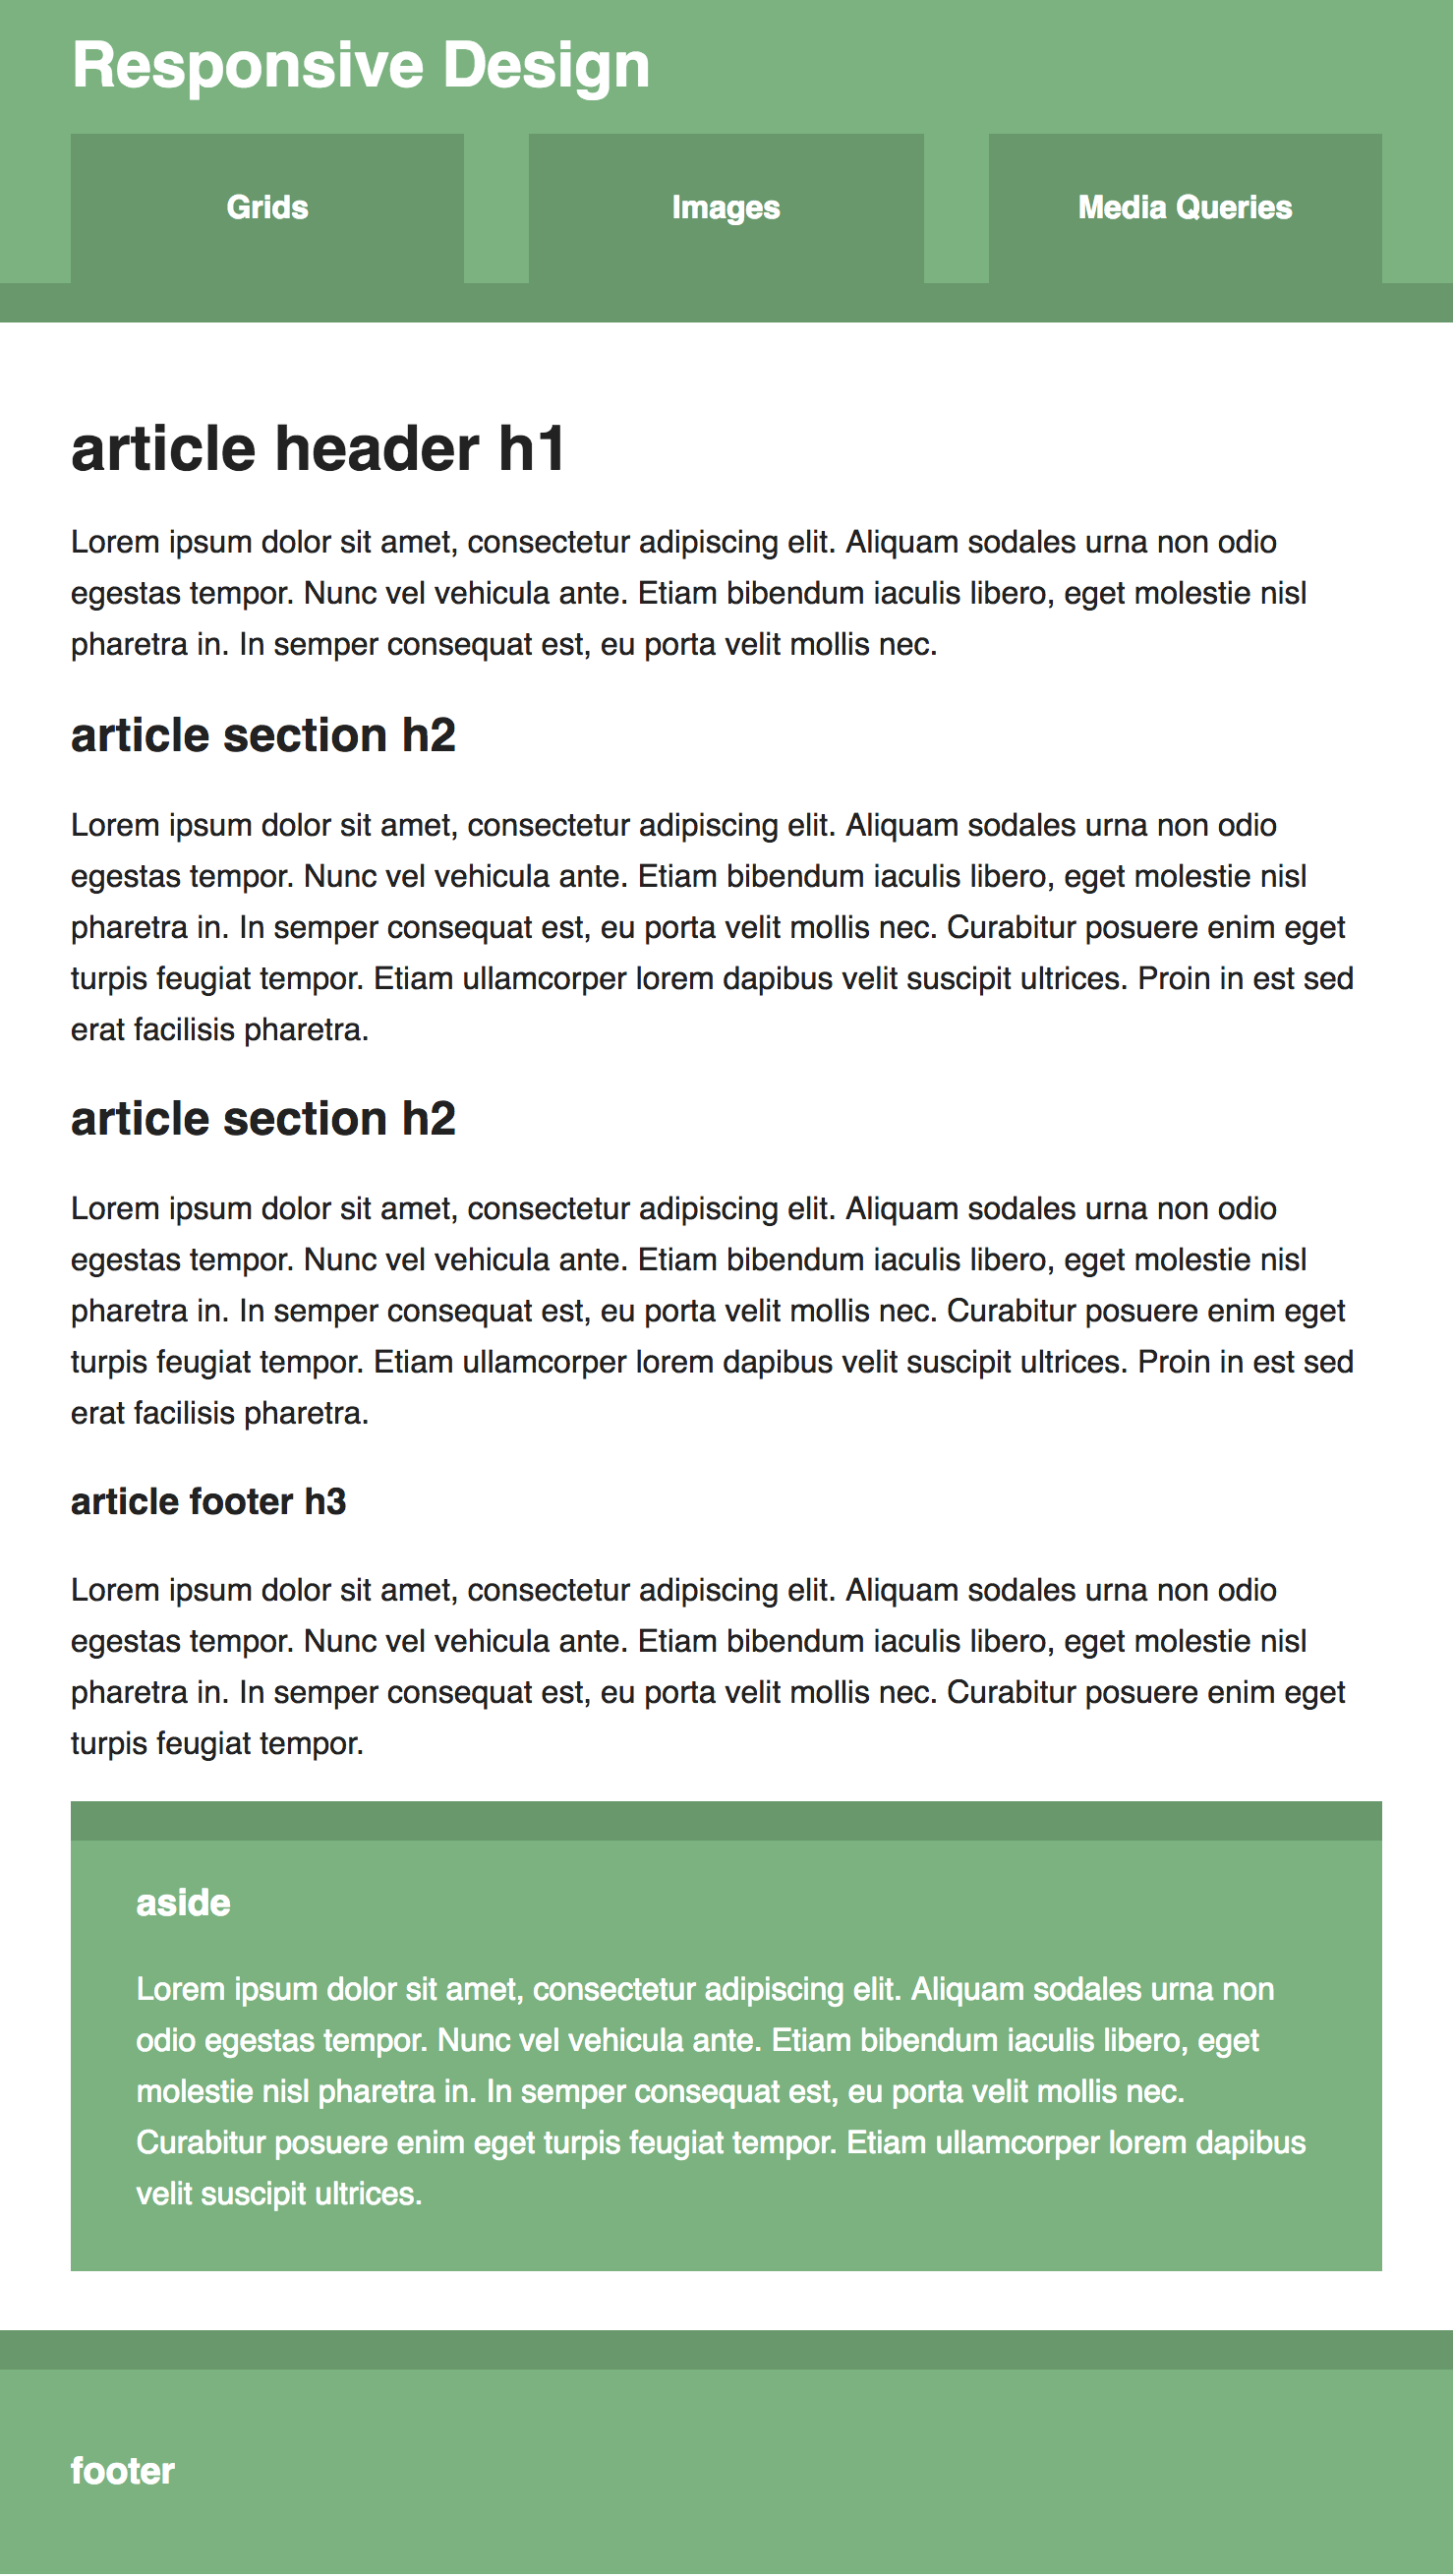 Responsive Design
Grids
Images
Media Queries
article header h1
Lorem ipsum dolor sit amet, consectetur adipiscing elit. Aliquam sodales urna non odio
egestas tempor. Nunc vel vehicula ante. Etiam bibendum iaculis libero, eget molestie nisl
pharetra in. In semper consequat est, eu porta velit mollis nec.
article section h2
Lorem ipsum dolor sit amet, consectetur adipiscing elit. Aliquam sodales urna non odio
egestas tempor. Nunc vel vehicula ante. Etiam bibendum iaculis libero, eget molestie nisl
pharetra in. In semper consequat est, eu porta velit mollis nec. Curabitur posuere enim eget
turpis feugiat tempor. Etiam ullamcorper lorem dapibus velit suscipit ultrices. Proin in est sed
erat facilisis pharetra.
article section h2
Lorem ipsum dolor sit amet, consectetur adipiscing elit. Aliquam sodales urna non odio
egestas tempor. Nunc vel vehicula ante. Etiam bibendum iaculis libero, eget molestie nisl
pharetra in. In semper consequat est, eu porta velit mollis nec. Curabitur posuere enim eget
turpis feugiat tempor. Etiam ullamcorper lorem dapibus velit suscipit ultrices. Proin in est sed
erat facilisis pharetra.
article footer h3
Lorem ipsum dolor sit amet, consectetur adipiscing elit. Aliquam sodales urna non odio
egestas tempor. Nunc vel vehicula ante. Etiam bibendum iaculis libero, eget molestie nisl
pharetra in. In semper consequat est, eu porta velit mollis nec. Curabitur posuere enim eget
turpis feugiat tempor.
aside
Lorem ipsum dolor sit amet, consectetur adipiscing elit. Aliquam sodales urna non
odio egestas tempor. Nunc vel vehicula ante. Etiam bibendum iaculis libero, eget
molestie nisl pharetra in. In semper consequat est, eu porta velit mollis nec.
Curabitur posuere enim eget turpis feugiat tempor. Etiam ullamcorper lorem dapibus
velit suscipit ultrices.
footer